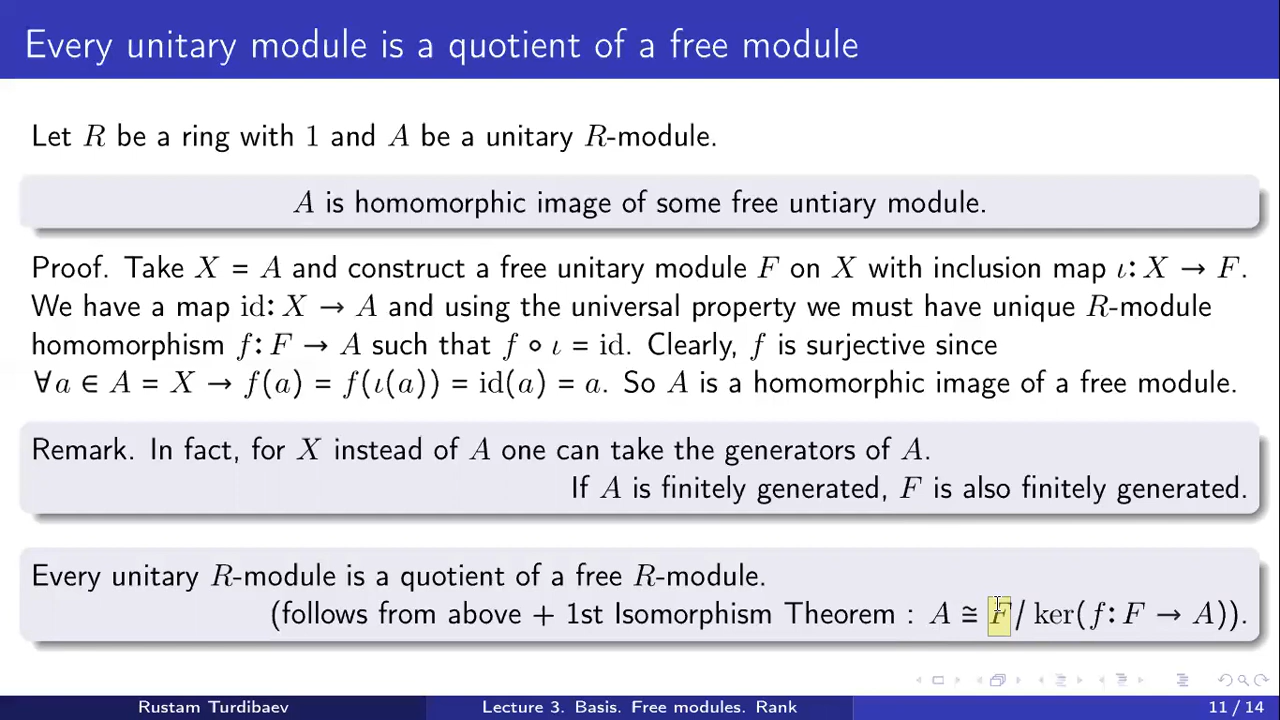 Every unitary module is a quotient of a free module
Let R be a ring with 1 and A be a unitary R-module.
A is homomorphic image of some free untiary module.
Proof. Take X = A and construct a free unitary module F on X with inclusion map ι: X → F.
We have a map id: X → A and using the universal property we must have unique R-module
homomorphism f: F → A such that f ∘ ι = id. Clearly, f is surjective since
∀a ∈ A = X → f(a) = f(ι(a)) = id(a) = a. So A is a homomorphic image of a free module.
Remark. In fact, for X instead of A one can take the generators of A.
If A is finitely generated, F is also finitely generated.
Every unitary R-module is a quotient of a free R-module.
(follows from above + 1st Isomorphism Theorem : A ≅ F/ ker(f: F → A)).
Rustam Turdibaev
Lecture 3. Basis. Free modules. Rank
11 / 14